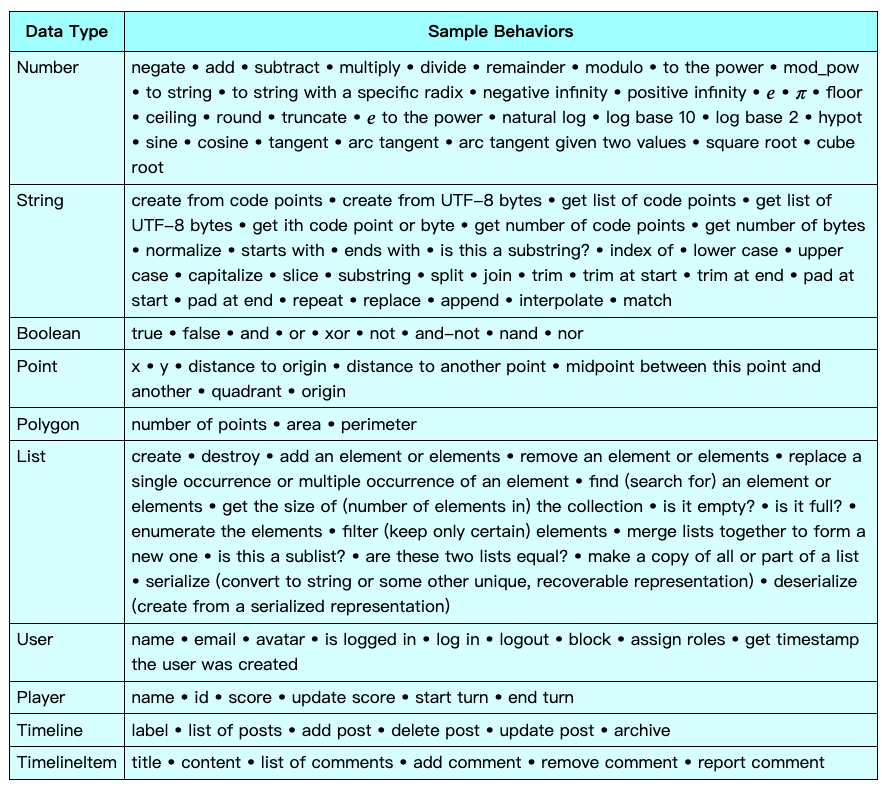 Data Type Sample Behaviors
Number negate • add • subtract • multiply • divide • remainder • modulo • to the power • mod_pow
• to string • to string with a specific radix • negative infinity • positive infinity • e • π • floor
• ceiling • round • truncate • e to the power • natural log • log base 10 • log base 2 • hypot
• sine • cosine • tangent • arc tangent • arc tangent given two values • square root • cube
root
String create from code points • create from UTF-8 bytes • get list of code points • get list of
UTF-8 bytes • get ith code point or byte • get number of code points • get number of bytes
• normalize • starts with • ends with • is this a substring? • index of • lower case • upper
case • capitalize • slice • substring • split • join • trim • trim at start • trim at end • pad at
start • pad at end • repeat • replace • append • interpolate • match
Boolean true • false • and • or • xor • not • and-not • nand • nor
Point x • y • distance to origin • distance to another point • midpoint between this point and
another • quadrant • origin
Polygon number of points • area • perimeter
List create • destroy • add an element or elements • remove an element or elements • replace a
single occurrence or multiple occurrence of an element • find (search for) an element or
elements • get the size of (number of elements in) the collection • is it empty? • is it full? •
enumerate the elements • filter (keep only certain) elements • merge lists together to form a
new one • is this a sublist? • are these two lists equal? • make a copy of all or part of a list
• serialize (convert to string or some other unique, recoverable representation) • deserialize
(create from a serialized representation)
User name • email • avatar • is logged in • log in • logout • block • assign roles • get timestamp
the user was created
Player name • id • score • update score • start turn • end turn
Timeline label • list of posts • add post • delete post • update post • archive
TimelineItem title • content • list of comments • add comment • remove comment • report comment